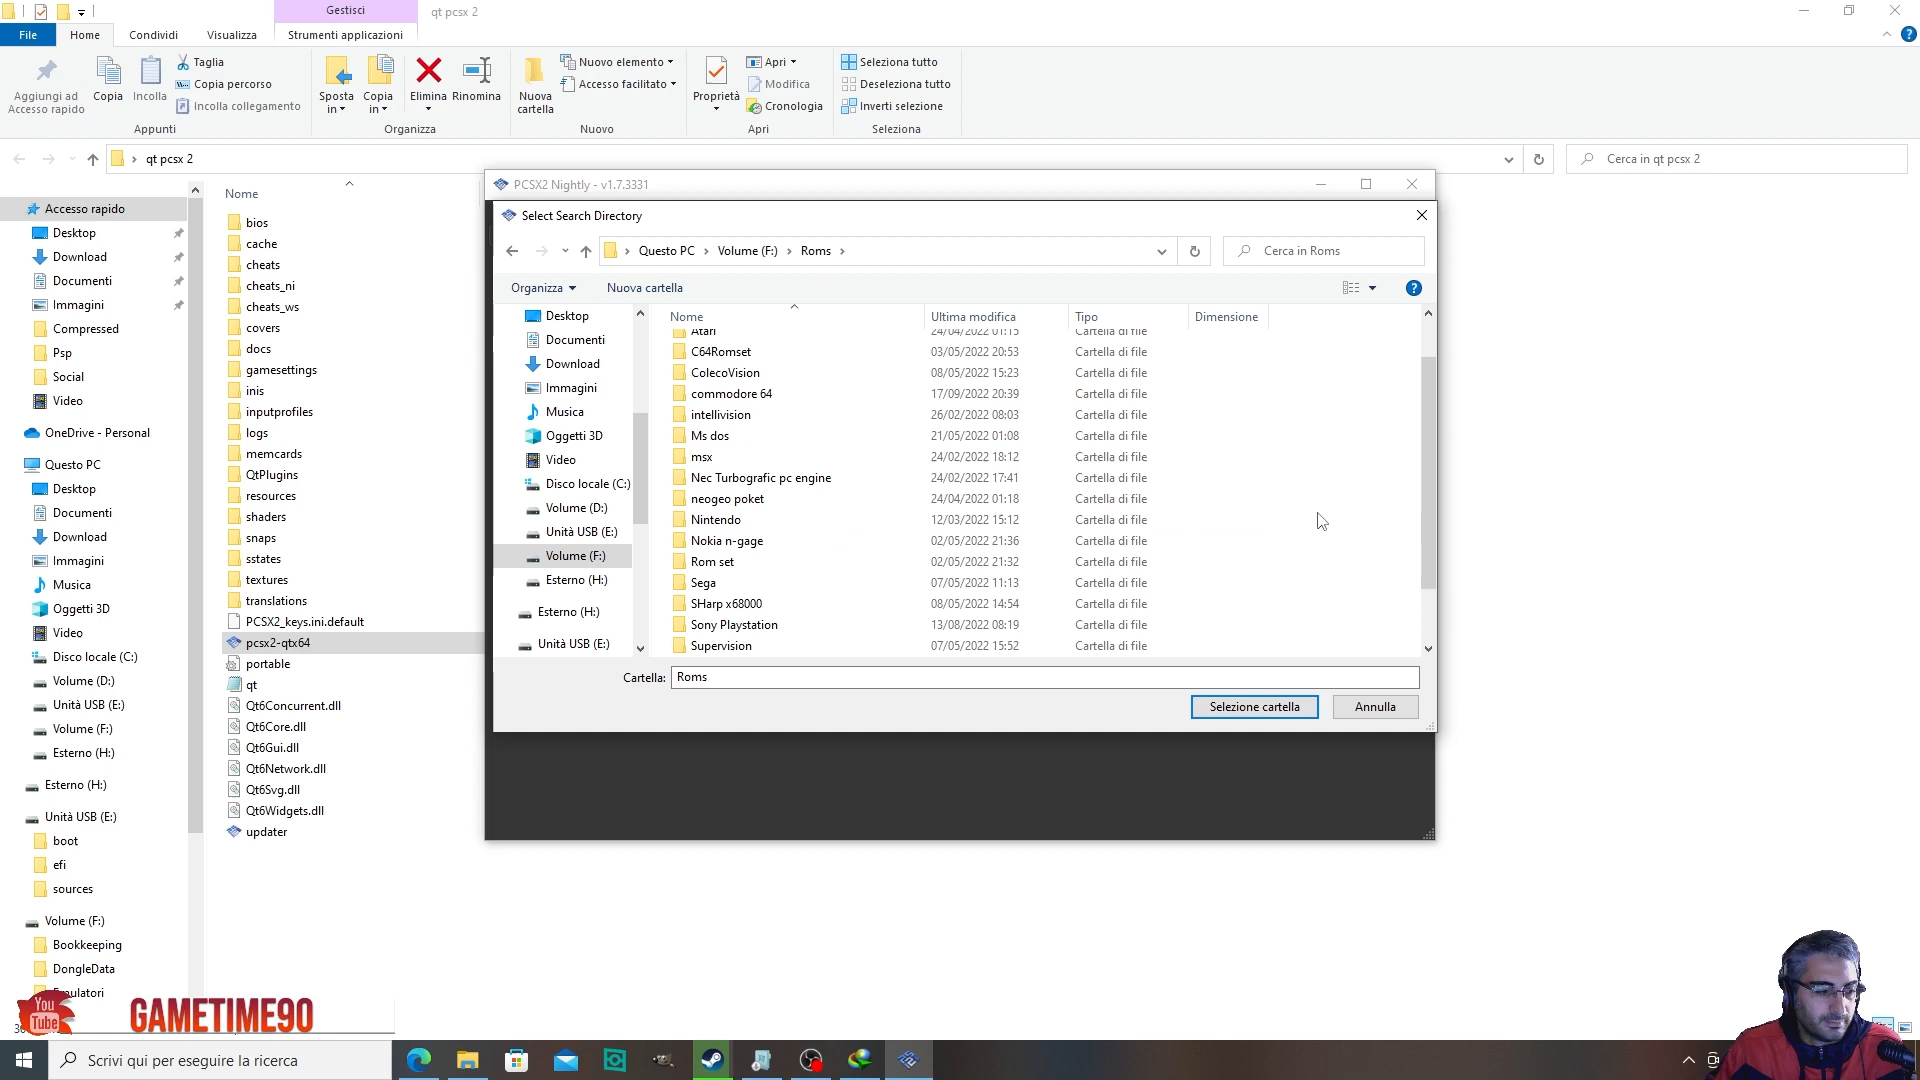 Gestisci
qt pcsx 2
File
Home
Condividi
Visualizza
Strumenti applicazioni
Aggiungi ad
Accesso rapido
Copia
Incolla
Taglia
Copia percorso
Incolla collegamento
Appunti
Sposta
in
Copia
in
Elimina
Rinomina
Organizza
Nuova
cartella
Nuovo elemento
Accesso facilitato
Nuovo
Proprietà
Apri
Modifica
Cronologia
Apri
Seleziona tutto
Deseleziona tutto
Inverti selezione
Seleziona
qt pcsx 2
Cerca in qt pcsx 2
Accesso rapido
Desktop
Download
Documenti
Immagini
Compressed
Psp
Social
Video
OneDrive - Personal
Questo PC
Desktop
Documenti
Download
Immagini
Musica
Oggetti 3D
Video
Disco locale (C:)
Volume (D:)
Unità USB (E:)
Volume (F:)
Esterno (H:)
Esterno (H:)
Unità USB (E:)
boot
efi
sources
Volume (F:)
Bookkeeping
DongleData
Nome
bios
cache
cheats
cheats_ni
cheats_ws
covers
docs
gamesettings
inis
inputprofiles
logs
memcards
QtPlugins
resources
shaders
snaps
sstates
textures
translations
PCSX2_keys.ini.default
pcsx2-qtx64
portable
qt
Qt6Concurrent.dll
Qt6Core.dll
Qt6Gui.dll
Qt6Network.dll
Qt6Svg.dll
Qt6Widgets.dll
updater
PCSX2 Nightly - v1.7.3331
Select Search Directory
Questo PC
Volume (F:)
Roms
Cerca in Roms
Organizza
Nuova cartella
Desktop
Documenti
Download
Immagini
Musica
Oggetti 3D
Video
Disco locale (C:)
Volume (D:)
Unità USB (E:)
Volume (F:)
Esterno (H:)
Esterno (H:)
Unità USB (E:)
Nome Ultima modifica Tipo Dimensione
Atari 24/04/2022 01:15 Cartella di file
C64Romset 03/05/2022 20:53 Cartella di file
ColecoVision 08/05/2022 15:23 Cartella di file
commodore 64 17/09/2022 20:39 Cartella di file
intellivision 26/02/2022 08:03 Cartella di file
Ms dos 21/05/2022 01:08 Cartella di file
msx 24/02/2022 18:12 Cartella di file
Nec Turbografic pc engine 24/02/2022 17:41 Cartella di file
neogeo poket 24/04/2022 01:18 Cartella di file
Nintendo 12/03/2022 15:12 Cartella di file
Nokia n-gage 02/05/2022 21:36 Cartella di file
Rom set 02/05/2022 21:32 Cartella di file
Sega 07/05/2022 11:13 Cartella di file
SHarp x68000 08/05/2022 14:54 Cartella di file
Sony Playstation 13/08/2022 08:19 Cartella di file
Supervision 07/05/2022 15:52 Cartella di file
Cartella: Roms
Selezione cartella
Annulla
You
Tube
GAMETIME90
Scrivi qui per eseguire la ricerca